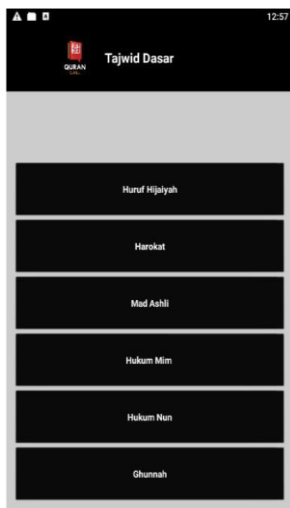 12:57
QURAN
Tajwid Dasar
Huruf Hijaiyah
Harokat
Mad Ashli
Hukum Mim
Hukum Nun
Ghunnah